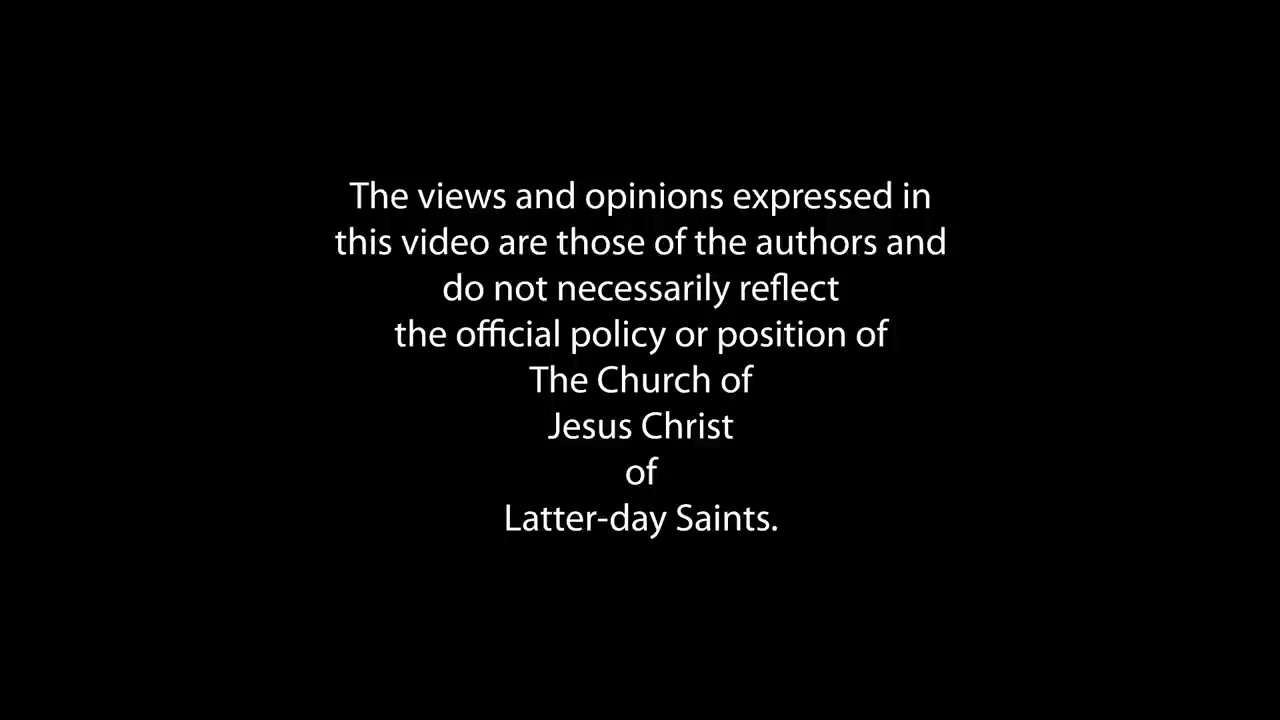 The views and opinions expressed in
this video are those of the authors and
do not necessarily reflect
the official policy or position of
The Church of
Jesus Christ
of
Latter-day Saints.